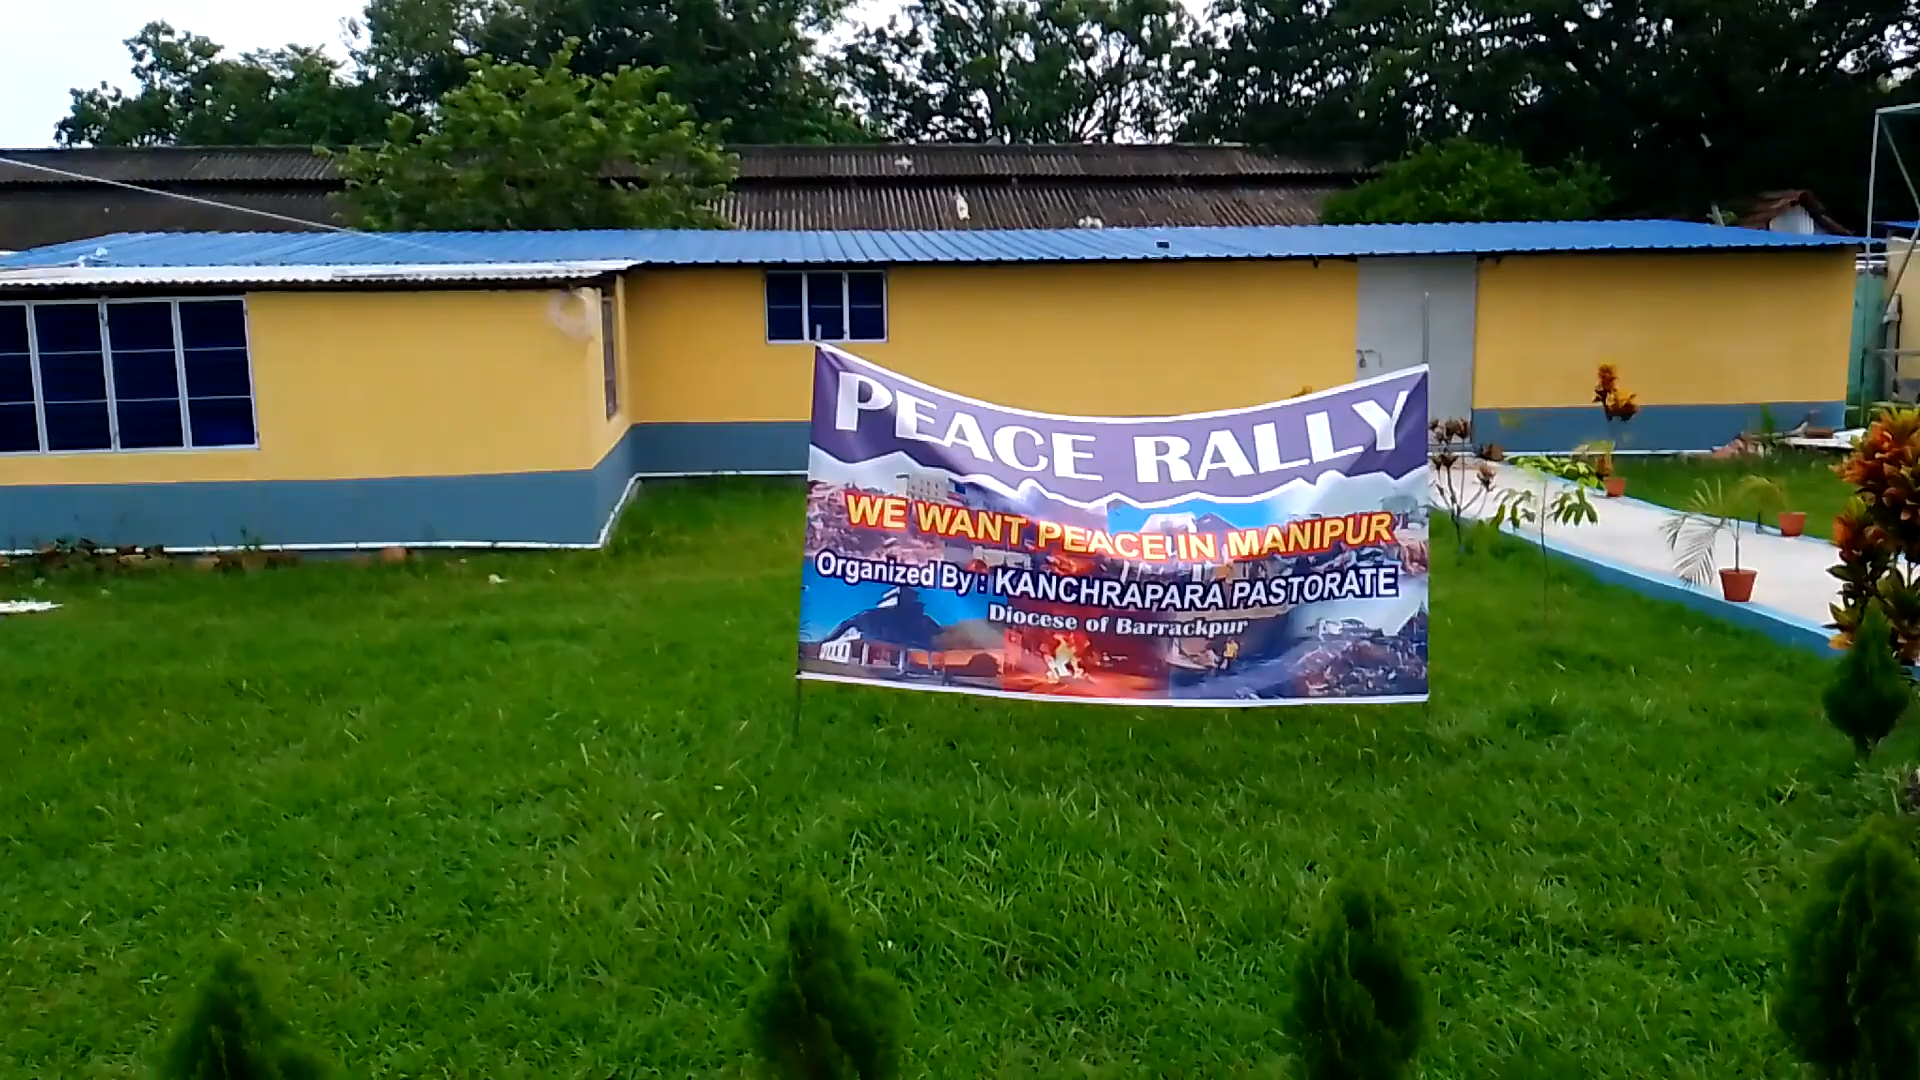 PEACE RALLY
WE WANT PEACE IN MANIPUR
Organized By : KANCHRAPARA PASTORATE
Diocese of Barrackpur